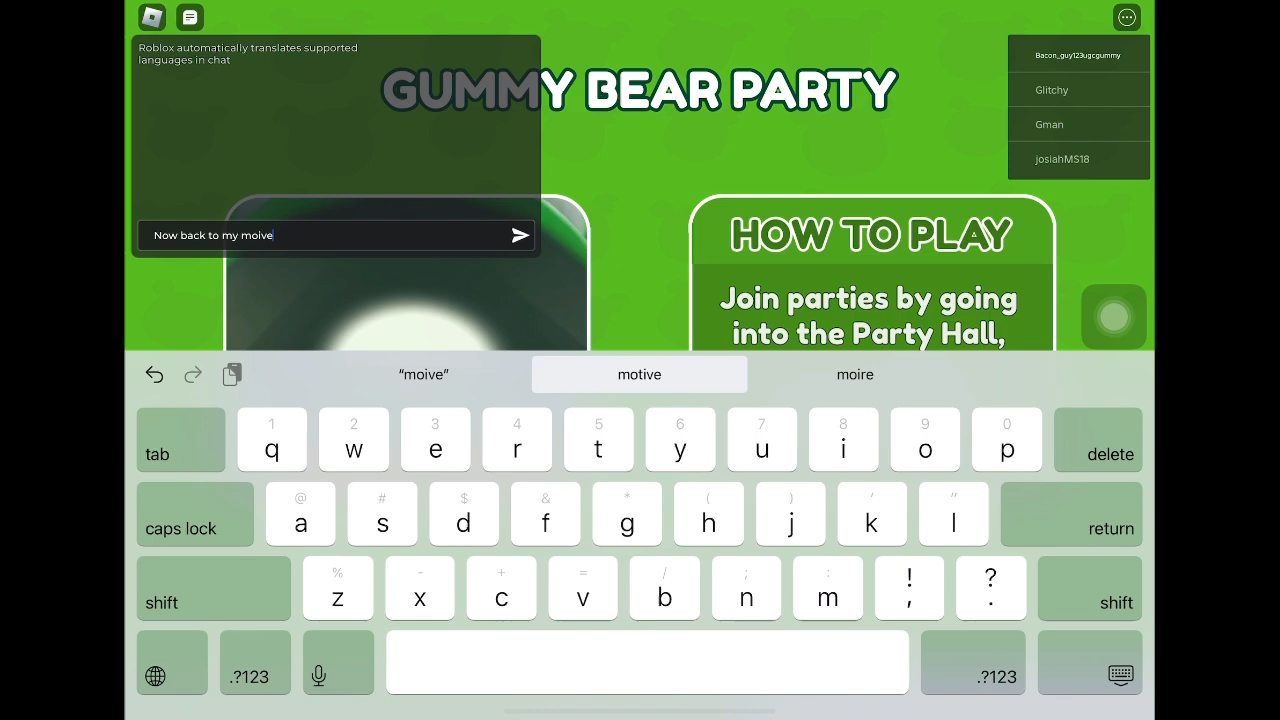 Roblox automatically translates supported
languages in chat
GUMMY BEAR PARTY
Bacon_guy123ugcgummy
Glitchy
Gman
josiahMS18
Now back to my moive
HOW TO PLAY
Join parties by going
into the Party Hall,
“moive” motive moire
1 2 3 4 5 6 7 8 9 0
tab q w e r t y u i o p delete
@ # $ & * ( ) ' "
caps lock a s d f g h j k l return
% - + = / ; : ! ?
shift z x c v b n m , . shift
.?123 .?123